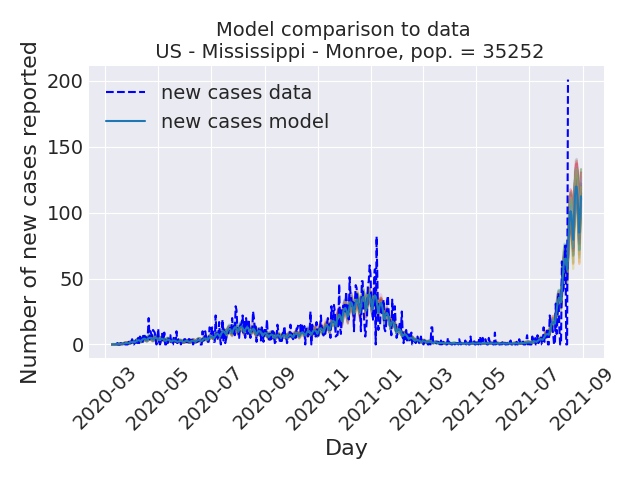 Model comparison to data
US - Mississippi - Monroe, pop. = 35252
Number of new cases reported
200
150
100
50
0
new cases data
new cases model
2020-03
2020-05
2020-07
2020-09
2020-11
2021-01
2021-03
2021-05
2021-07
2021-09
Day